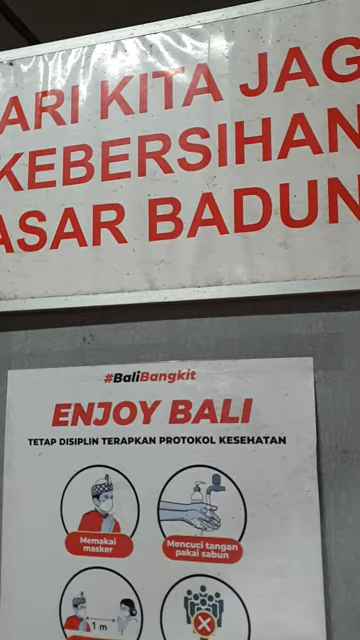 ARI KITA JAG
KEBERSIHAN
ASAR BADUN
#BaliBangkit
ENJOY BALI
TETAP DISIPLIN TERAPKAN PROTOKOL KESEHATAN
Memakai
masker
Mencuci tangan
pakai sabun
1 m